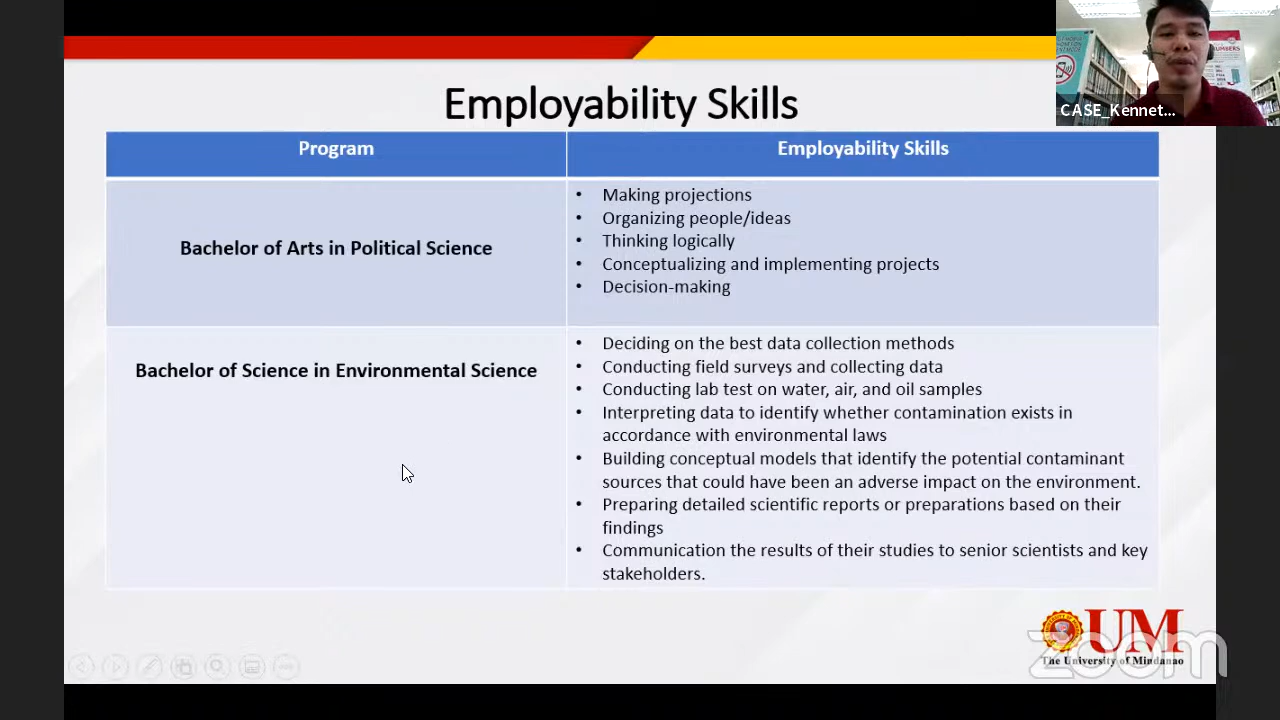 Employability Skills
CASE_Kennet...
Program
Employability Skills
Bachelor of Arts in Political Science
• Making projections
• Organizing people/ideas
• Thinking logically
• Conceptualizing and implementing projects
• Decision-making
Bachelor of Science in Environmental Science
• Deciding on the best data collection methods
• Conducting field surveys and collecting data
• Conducting lab test on water, air, and oil samples
• Interpreting data to identify whether contamination exists in
accordance with environmental laws
• Building conceptual models that identify the potential contaminant
sources that could have been an adverse impact on the environment.
• Preparing detailed scientific reports or preparations based on their
findings
• Communication the results of their studies to senior scientists and key
stakeholders.
UM
The University of Mindanao
zoom